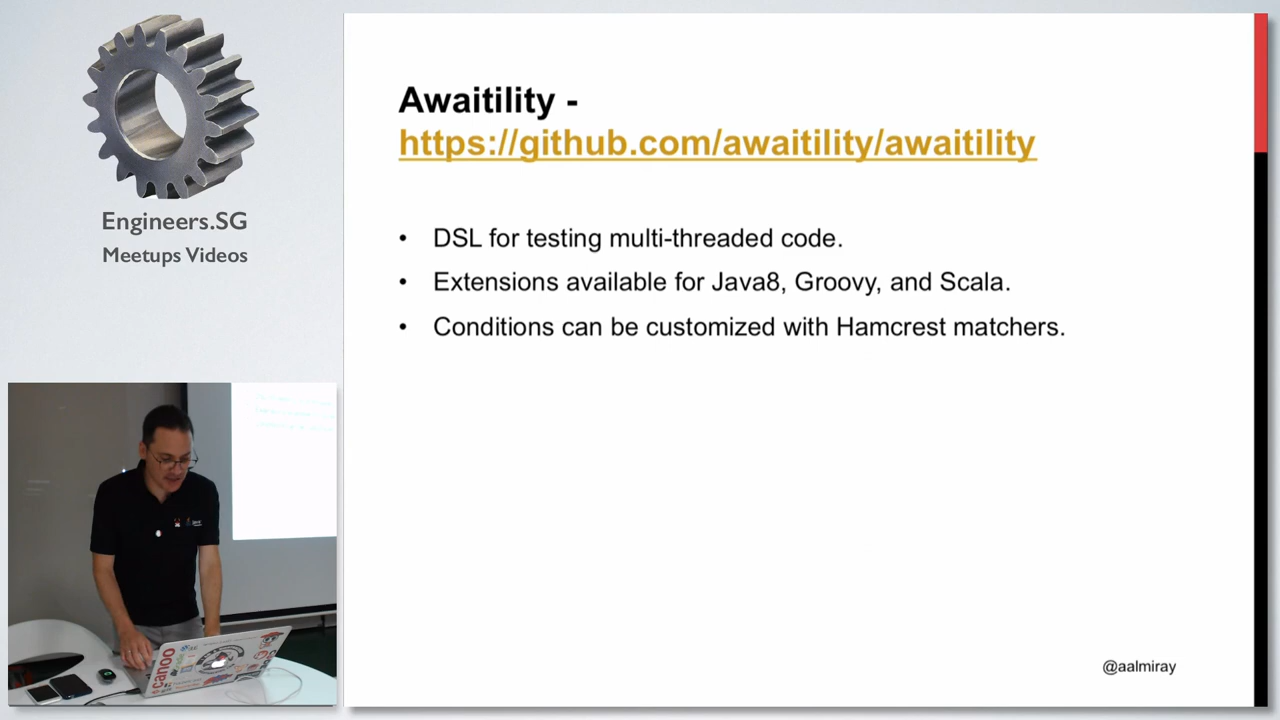 Engineers.SG
Meetups Videos
Awaitility -
https://github.com/awaitility/awaitility
• DSL for testing multi-threaded code.
• Extensions available for Java8, Groovy, and Scala.
• Conditions can be customized with Hamcrest matchers.
@aalmiray
canoo